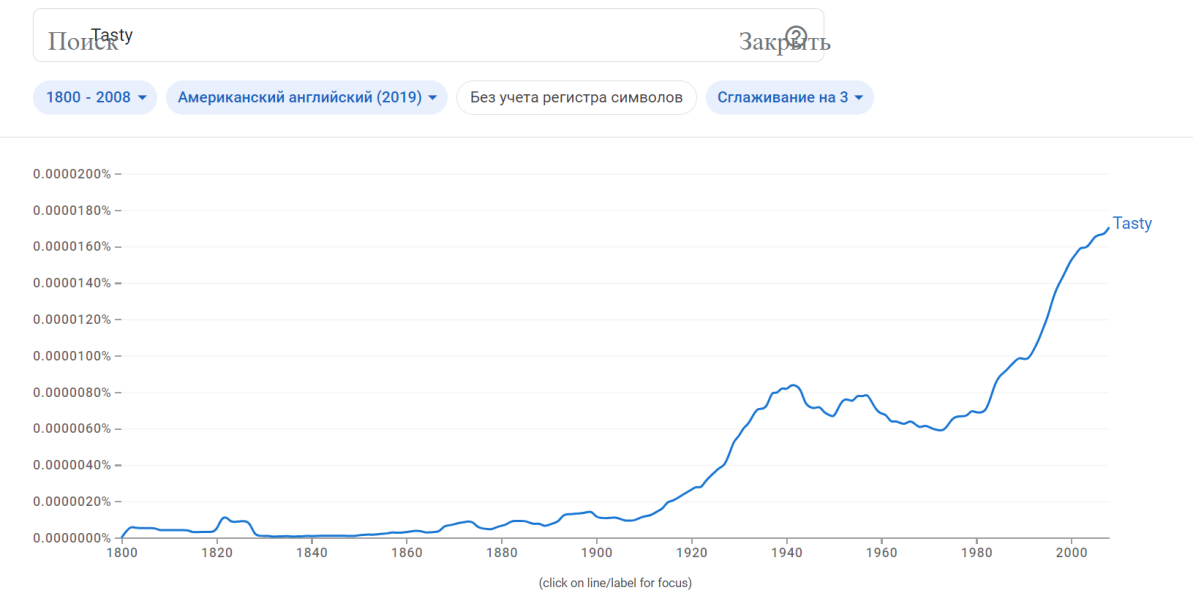 Поиск Tasty Закрыть
1800 - 2008 Американский английский (2019) Без учета регистра символов Сглаживание на 3
0.0000200%
0.0000180%
Tasty
0.0000160%
0.0000140%
0.0000120%
0.0000100%
0.0000080%
0.0000060%
0.0000040%
0.0000020%
0.0000000%
1800 1820 1840 1860 1880 1900 1920 1940 1960 1980 2000
(click on line/label for focus)